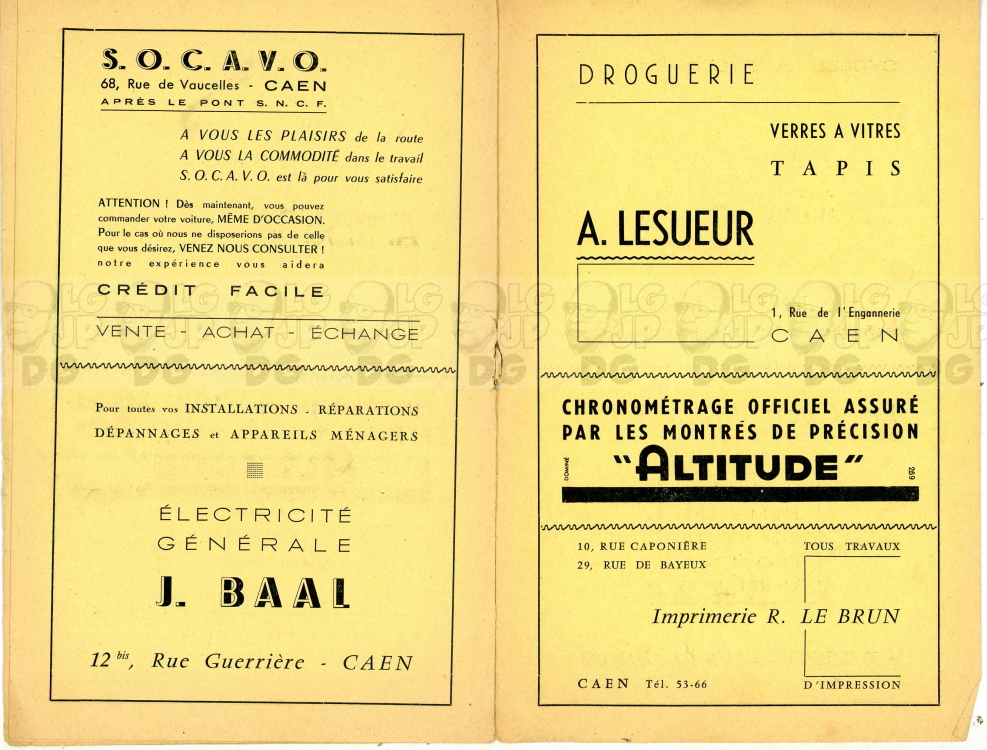 S. O. C. A. V. O.
68, Rue de Vaucelles - CAEN
APRÈS LE PONT S. N. C. F.
A VOUS LES PLAISIRS de la route
A VOUS LA COMMODITÉ dans le travail
S. O. C. A. V. O. est là pour vous satisfaire
ATTENTION ! Dès maintenant, vous pouvez
commander votre voiture, MÊME D'OCCASION.
Pour le cas où nous ne disposerions pas de celle
que vous désirez, VENEZ NOUS CONSULTER !
notre expérience vous aidera
CRÉDIT FACILE
VENTE - ACHAT - ÉCHANGE
Pour toutes vos INSTALLATIONS - RÉPARATIONS
DÉPANNAGES et APPAREILS MÉNAGERS
ÉLECTRICITÉ
GÉNÉRALE
J. BAAL
12 bis, Rue Guerrière - CAEN
DROGUERIE
VERRES A VITRES
TAPIS
A. LESUEUR
1, Rue de l'Engannerie
CAEN
CHRONOMÉTRAGE OFFICIEL ASSURÉ
PAR LES MONTRES DE PRÉCISION
DOMINÉ
"ALTITUDE"
269
10, RUE CAPONIÈRE
29, RUE DE BAYEUX
TOUS TRAVAUX
Imprimerie R. LE BRUN
CAEN Tél. 53-66
D'IMPRESSION
LG JP DG